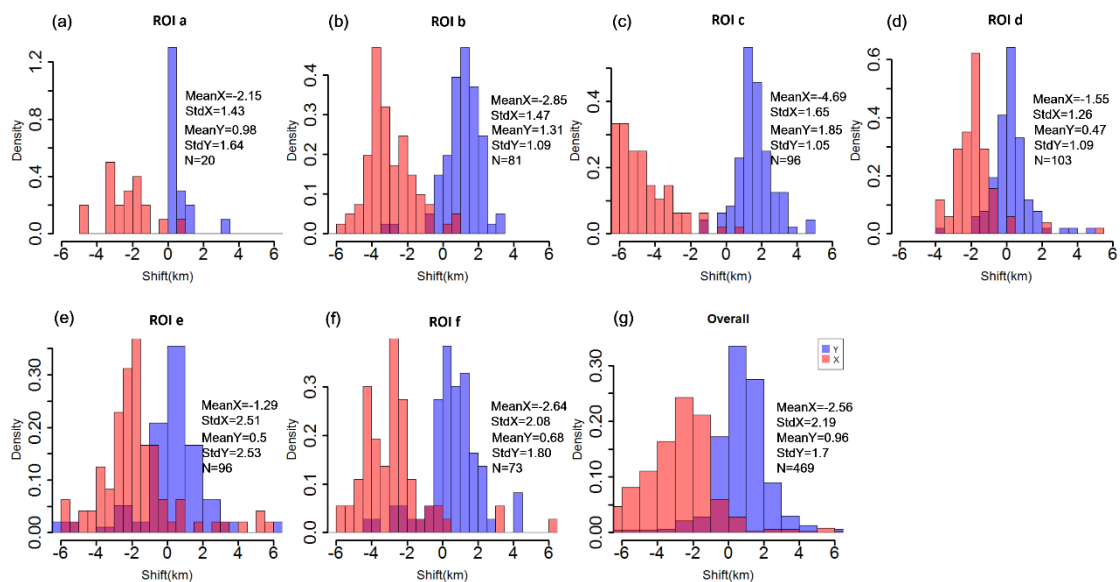 (a) ROI a
Density
0.0 0.4 0.8 1.2
MeanX=-2.15
StdX=1.43
MeanY=0.98
StdY=1.64
N=20
-6 -4 -2 0 2 4 6
Shift(km)
(b) ROI b
Density
0.0 0.1 0.2 0.3 0.4
MeanX=-2.85
StdX=1.47
MeanY=1.31
StdY=1.09
N=81
-6 -4 -2 0 2 4 6
Shift(km)
(c) ROI c
Density
0.0 0.2 0.4
MeanX=-4.69
StdX=1.65
MeanY=1.85
StdY=1.05
N=96
-6 -4 -2 0 2 4 6
Shift(km)
(d) ROI d
Density
0.0 0.2 0.4 0.6
MeanX=-1.55
StdX=1.26
MeanY=0.47
StdY=1.09
N=103
-6 -4 -2 0 2 4 6
Shift(km)
(e) ROI e
Density
0.00 0.10 0.20 0.30
MeanX=-1.29
StdX=2.51
MeanY=0.5
StdY=2.53
N=96
-6 -4 -2 0 2 4 6
Shift(km)
(f) ROI f
Density
0.0 0.1 0.2 0.3
MeanX=-2.64
StdX=2.08
MeanY=0.68
StdY=1.80
N=73
-6 -4 -2 0 2 4 6
Shift(km)
(g) Overall
Y
X
Density
0.00 0.10 0.20 0.30
MeanX=-2.56
StdX=2.19
MeanY=0.96
StdY=1.7
N=469
-6 -4 -2 0 2 4 6
Shift(km)